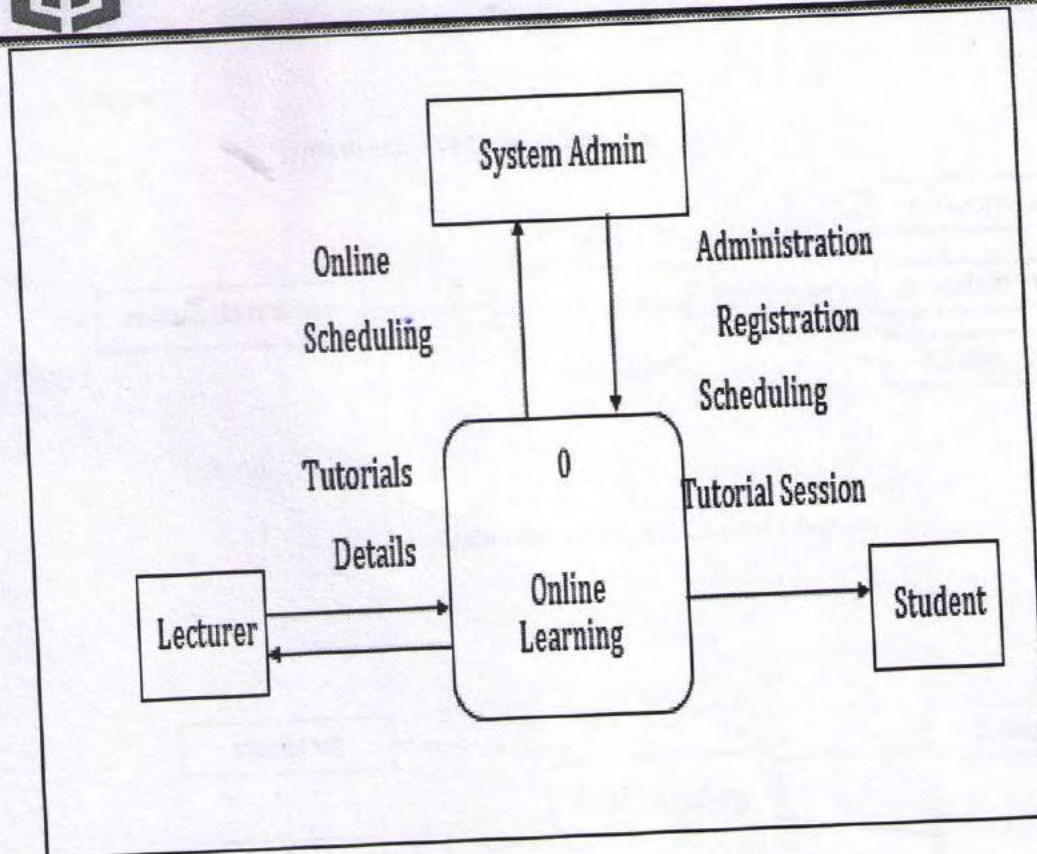 System Admin
Online
Scheduling
Administration
Registration
Scheduling
Tutorials
Details
0
Online
Learning
Tutorial Session
Lecturer
Student